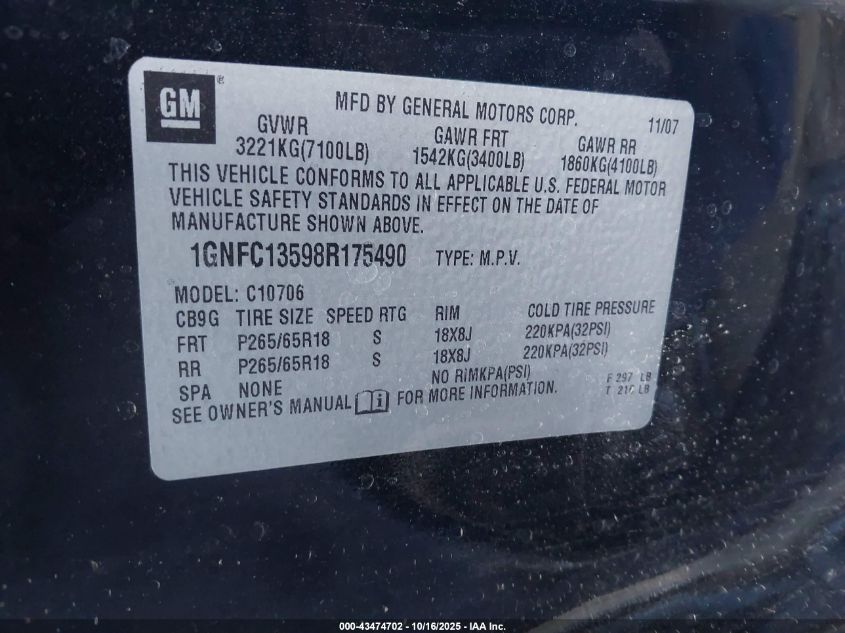 GM
®
MFD BY GENERAL MOTORS CORP. 11/07
GVWR GAWR FRT GAWR RR
3221KG(7100LB) 1542KG(3400LB) 1860KG(4100LB)
THIS VEHICLE CONFORMS TO ALL APPLICABLE U.S. FEDERAL MOTOR
VEHICLE SAFETY STANDARDS IN EFFECT ON THE DATE OF
MANUFACTURE SHOWN ABOVE.
1GNFC13598R175490 TYPE: M.P.V.
MODEL: C10706
CB9G TIRE SIZE SPEED RTG RIM COLD TIRE PRESSURE
FRT P265/65R18 S 18X8J 220KPA(32PSI)
RR P265/65R18 S 18X8J 220KPA(32PSI)
SPA NONE NO RIMKPA(PSI)
SEE OWNER'S MANUAL i FOR MORE INFORMATION.
F 297 LB
T 216 LB
000-43474702 - 10/16/2025 - IAA Inc.